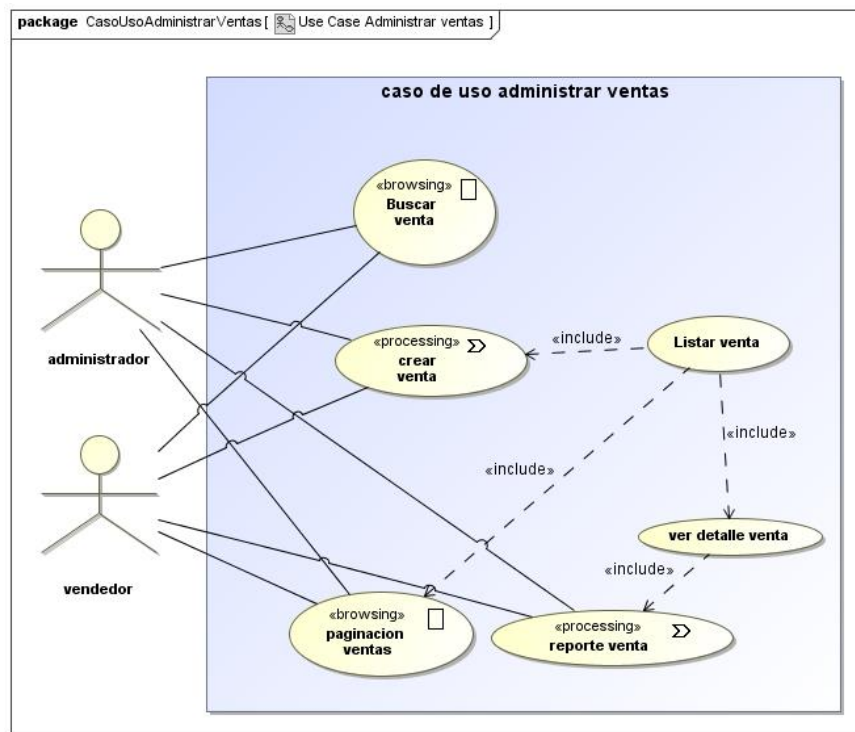 package CasoUsoAdministrarVentas [ Use Case Administrar ventas ]
caso de uso administrar ventas
«browsing»
Buscar
venta
administrador
«processing»
crear
venta
«include»
Listar venta
«include»
«include»
vendedor
ver detalle venta
«include»
«browsing»
paginacion
ventas
«processing»
reporte venta